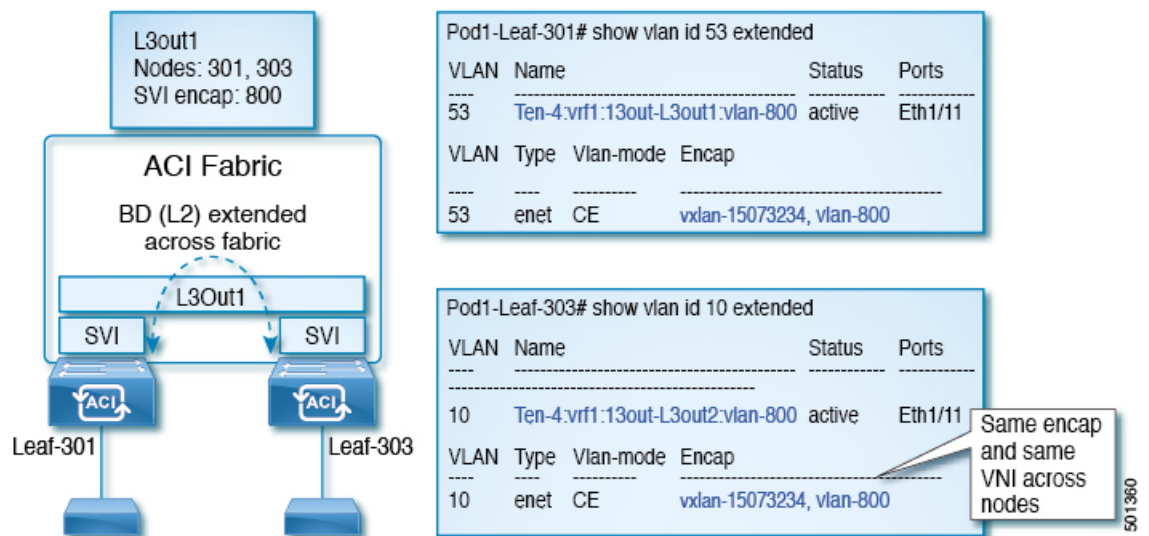 L3out1
Nodes: 301, 303
SVI encap: 800
ACI Fabric
BD (L2) extended
across fabric
L3Out1
SVI
SVI
ACI
ACI
Leaf-301
Leaf-303
Pod1-Leaf-301# show vlan id 53 extended
VLAN Name Status Ports
53 Ten-4:vrf1:13out-L3out1:vlan-800 active Eth1/11
VLAN Type Vlan-mode Encap
53 enet CE vxlan-15073234, vlan-800
Pod1-Leaf-303# show vlan id 10 extended
VLAN Name Status Ports
10 Ten-4:vrf1:13out-L3out2:vlan-800 active Eth1/11
VLAN Type Vlan-mode Encap
10 enet CE vxlan-15073234, vlan-800
Same encap
and same
VNI across
nodes
501360